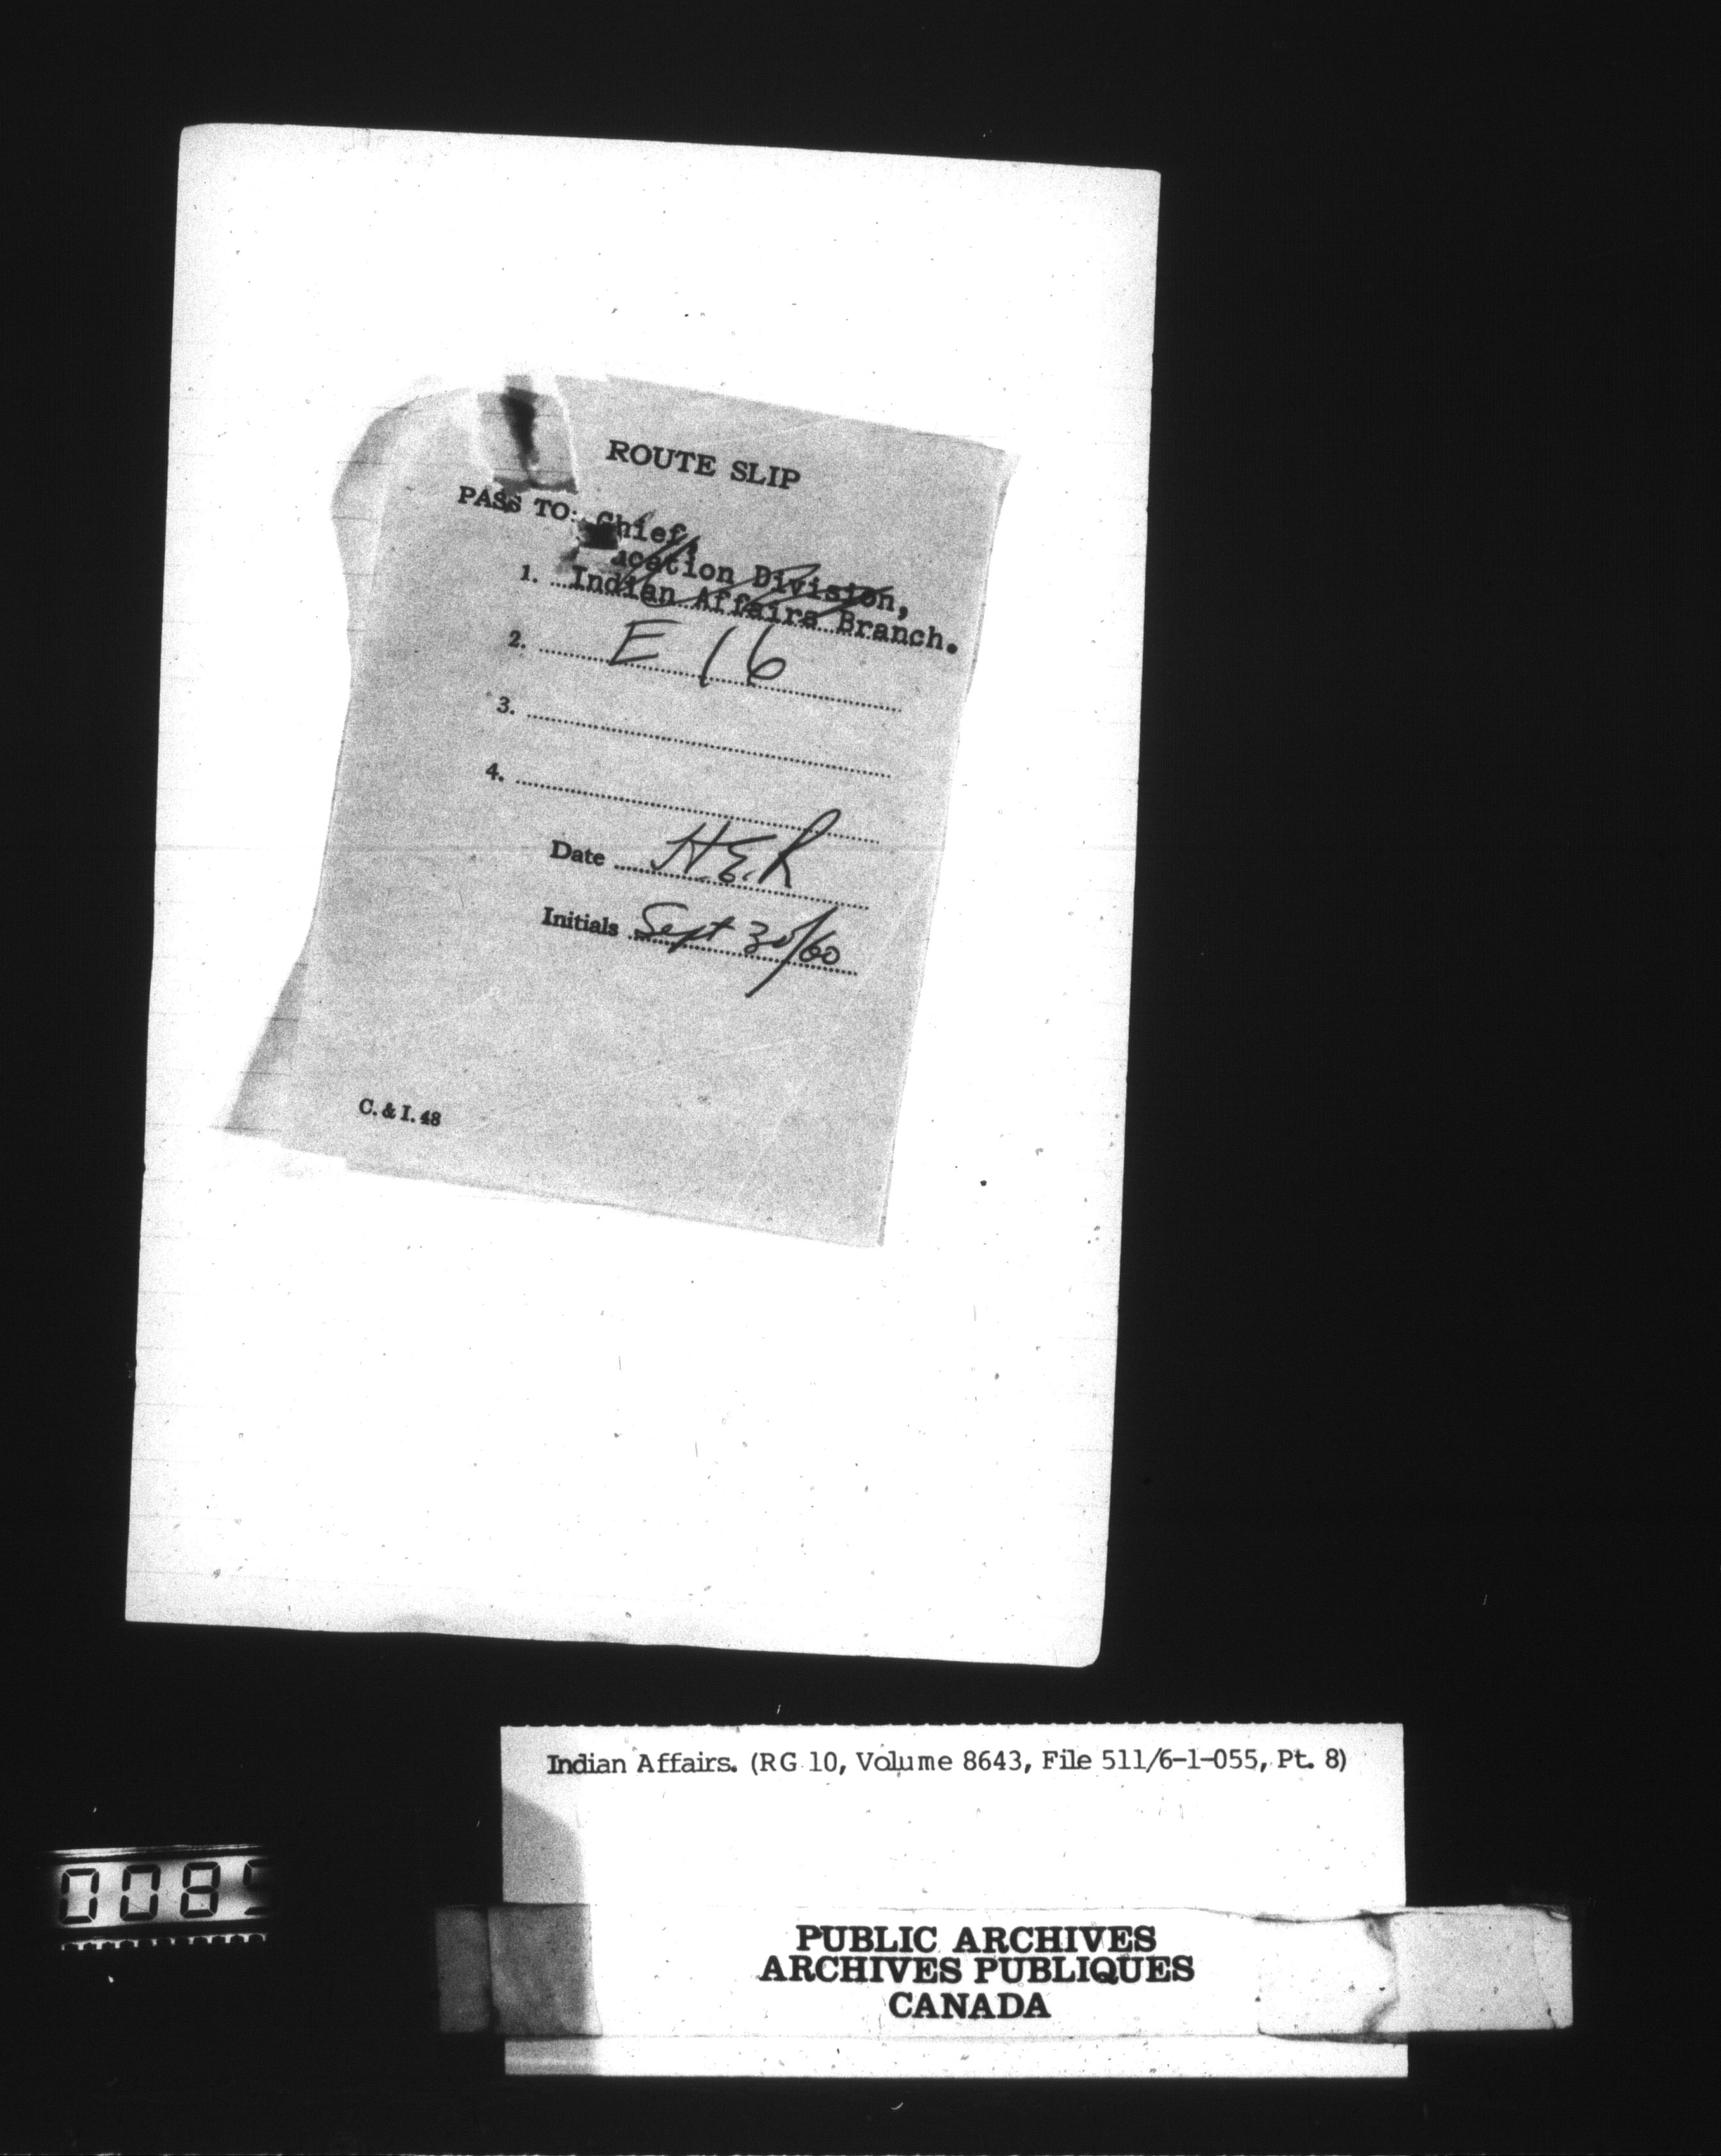 ROUTE SLIP
PASS TO: Chief,
ucation Division,
1. Indian Affairs Branch.
2. E 16
3.
4.
Date H.E.R
Initials Sept 30/60
C. & I. 48
Indian Affairs. (RG 10, Volume 8643, File 511/6-1-055, Pt. 8)
008
PUBLIC ARCHIVES
ARCHIVES PUBLIQUES
CANADA